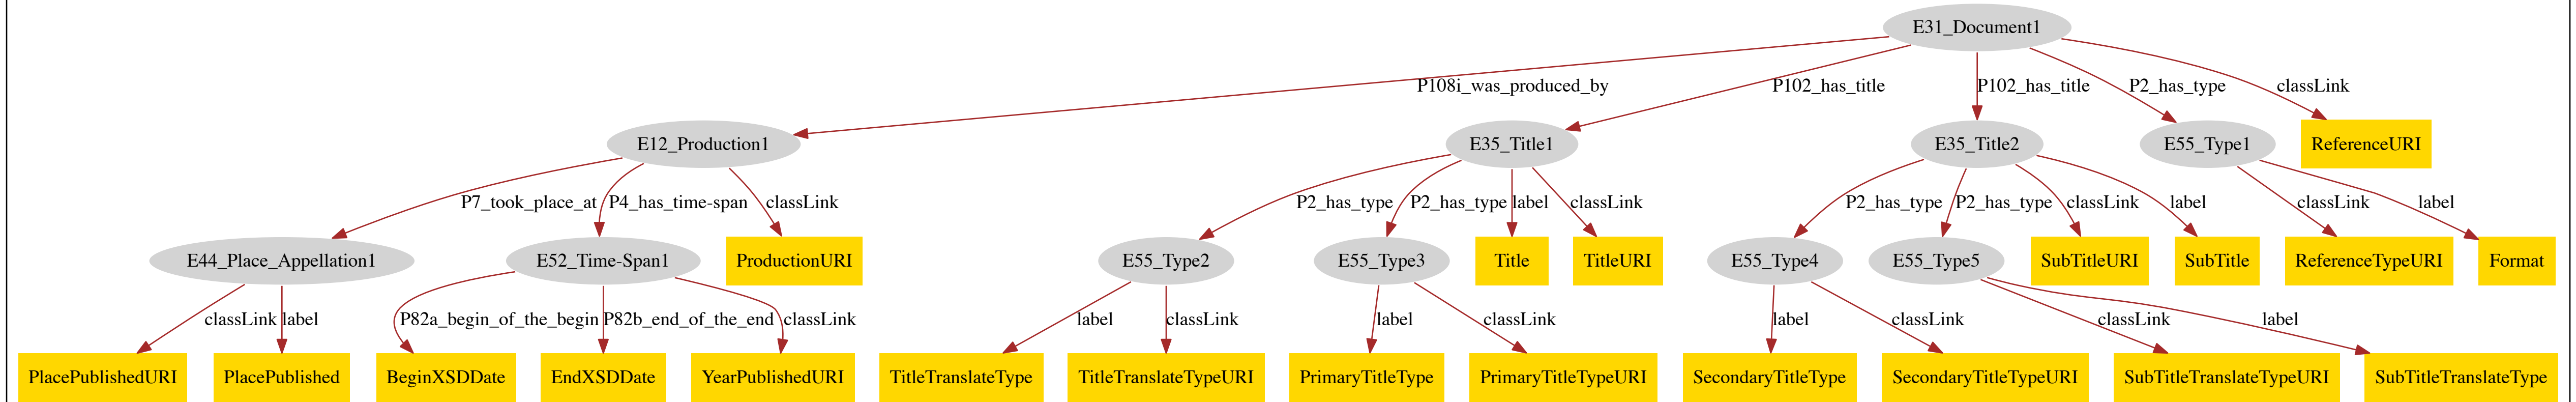 E31_Document1
P108i_was_produced_by
P102_has_title
P102_has_title
P2_has_type
classLink
E12_Production1
E35_Title1
E35_Title2
E55_Type1
ReferenceURI
P7_took_place_at
P4_has_time-span
classLink
P2_has_type
P2_has_type
label
classLink
P2_has_type
P2_has_type
classLink
label
classLink
label
E44_Place_Appellation1
E52_Time-Span1
ProductionURI
E55_Type2
E55_Type3
Title
TitleURI
E55_Type4
E55_Type5
SubTitleURI
SubTitle
ReferenceTypeURI
Format
classLink
label
P82a_begin_of_the_begin
P82b_end_of_the_end
classLink
label
classLink
label
classLink
label
classLink
classLink
label
PlacePublishedURI
PlacePublished
BeginXSDDate
EndXSDDate
YearPublishedURI
TitleTranslateType
TitleTranslateTypeURI
PrimaryTitleType
PrimaryTitleTypeURI
SecondaryTitleType
SecondaryTitleTypeURI
SubTitleTranslateTypeURI
SubTitleTranslateType